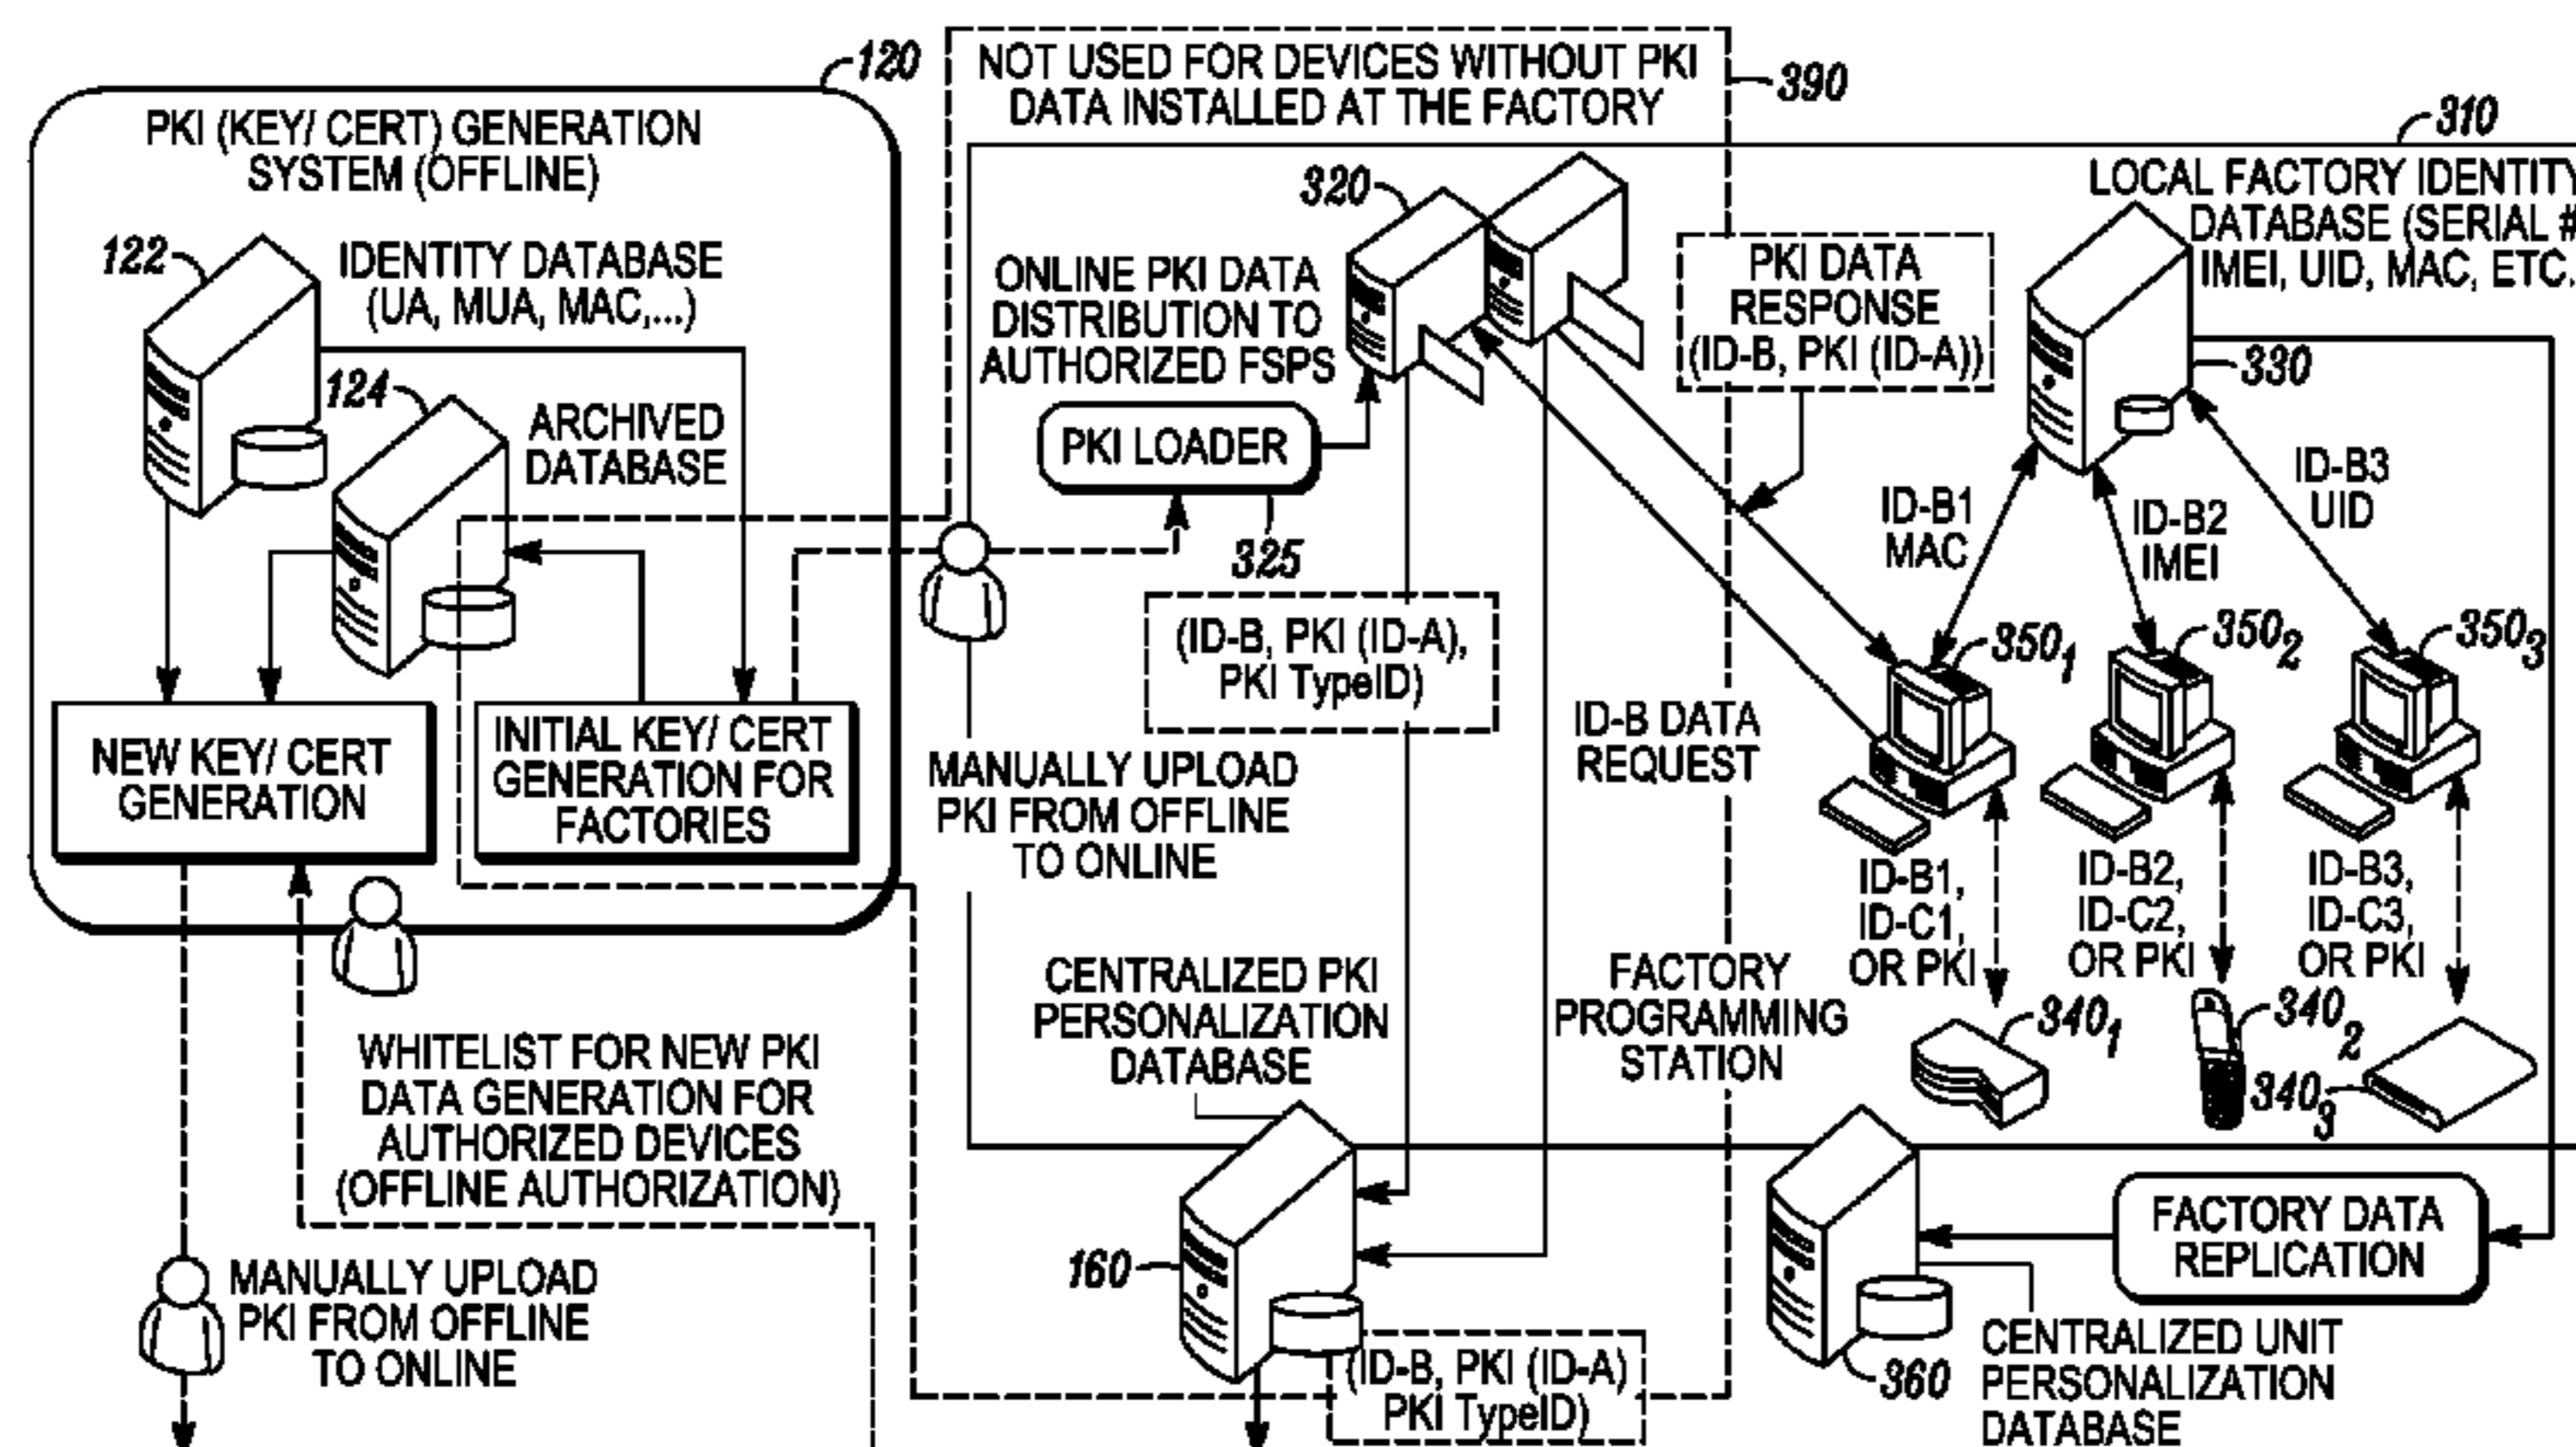 120
PKI (KEY/ CERT) GENERATION
SYSTEM (OFFLINE)
122
IDENTITY DATABASE
(UA, MUA, MAC,...)
124
ARCHIVED
DATABASE
NEW KEY/ CERT
GENERATION
INITIAL KEY/ CERT
GENERATION FOR
FACTORIES
WHITELIST FOR NEW PKI
DATA GENERATION FOR
AUTHORIZED DEVICES
(OFFLINE AUTHORIZATION)
MANUALLY UPLOAD
PKI FROM OFFLINE
TO ONLINE
NOT USED FOR DEVICES WITHOUT PKI
DATA INSTALLED AT THE FACTORY
390
310
320
ONLINE PKI DATA
DISTRIBUTION TO
AUTHORIZED FSPS
PKI LOADER
325
MANUALLY UPLOAD
PKI FROM OFFLINE
TO ONLINE
(ID-B, PKI (ID-A),
PKI TypeID)
PKI DATA
RESPONSE
(ID-B, PKI (ID-A))
ID-B DATA
REQUEST
FACTORY
PROGRAMMING
STATION
CENTRALIZED PKI
PERSONALIZATION
DATABASE
160
(ID-B, PKI (ID-A)
PKI TypeID)
LOCAL FACTORY IDENTITY
DATABASE (SERIAL #
IMEI, UID, MAC, ETC.
330
ID-B1
MAC
ID-B2
IMEI
ID-B3
UID
350₁
350₂
350₃
ID-B1,
ID-C1,
OR PKI
ID-B2,
ID-C2,
OR PKI
ID-B3,
ID-C3,
OR PKI
340₁
340₂
340₃
FACTORY DATA
REPLICATION
360
CENTRALIZED UNIT
PERSONALIZATION
DATABASE